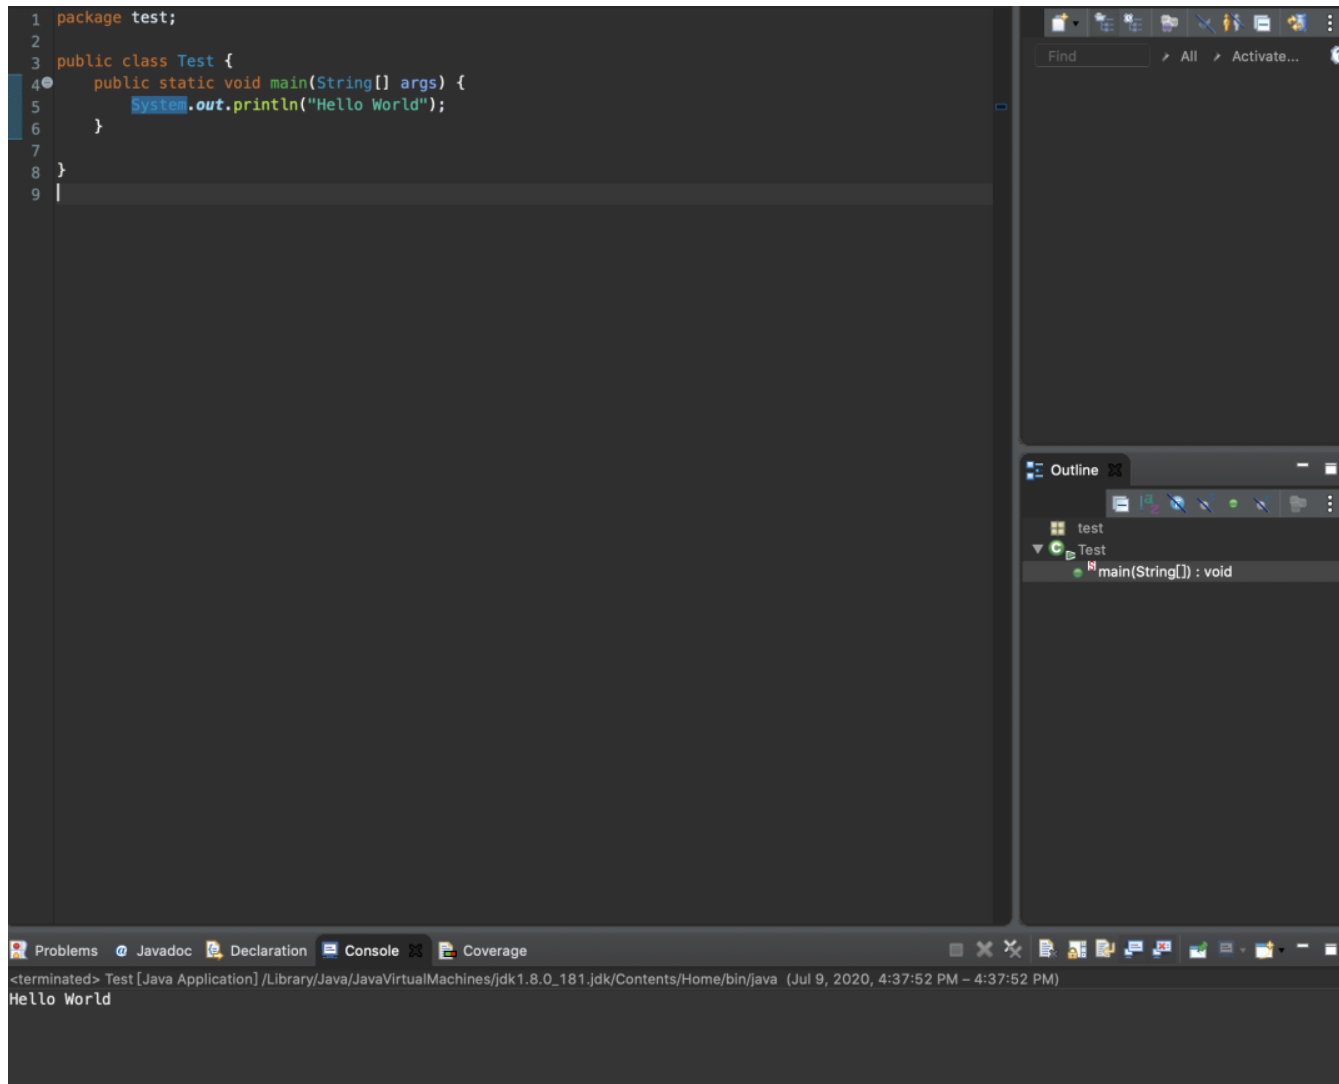 1 package test;
2
3 public class Test {
4 public static void main(String[] args) {
5 System.out.println("Hello World");
6 }
7
8 }
9
Find All Activate...
Outline
test
Test
main(String[]) : void
Problems Javadoc Declaration Console Coverage
<terminated> Test [Java Application] /Library/Java/JavaVirtualMachines/jdk1.8.0_181.jdk/Contents/Home/bin/java (Jul 9, 2020, 4:37:52 PM – 4:37:52 PM)
Hello World